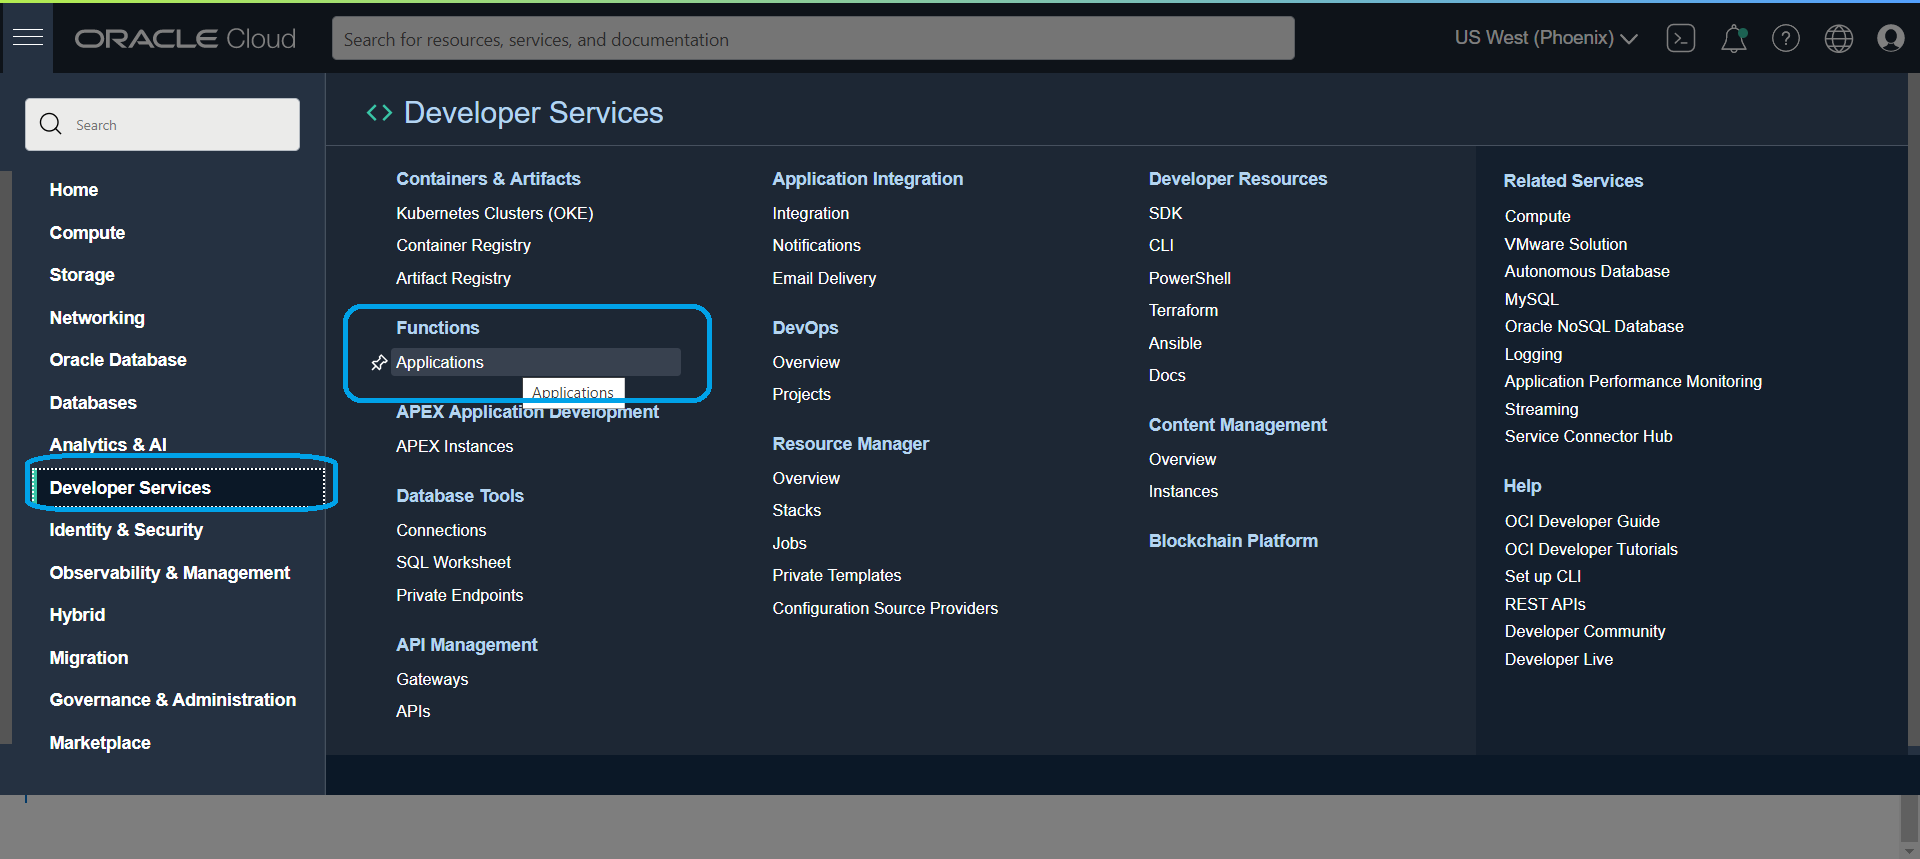 ORACLE Cloud
Search for resources, services, and documentation
US West (Phoenix)
Search
Home
Compute
Storage
Networking
Oracle Database
Databases
Analytics & AI
Developer Services
Identity & Security
Observability & Management
Hybrid
Migration
Governance & Administration
Marketplace
Developer Services
Containers & Artifacts
Kubernetes Clusters (OKE)
Container Registry
Artifact Registry
Functions
Applications
Applications
APEX Application Development
APEX Instances
Database Tools
Connections
SQL Worksheet
Private Endpoints
API Management
Gateways
APIs
Application Integration
Integration
Notifications
Email Delivery
DevOps
Overview
Projects
Resource Manager
Overview
Stacks
Jobs
Private Templates
Configuration Source Providers
Developer Resources
SDK
CLI
PowerShell
Terraform
Ansible
Docs
Content Management
Overview
Instances
Blockchain Platform
Related Services
Compute
VMware Solution
Autonomous Database
MySQL
Oracle NoSQL Database
Logging
Application Performance Monitoring
Streaming
Service Connector Hub
Help
OCI Developer Guide
OCI Developer Tutorials
Set up CLI
REST APIs
Developer Community
Developer Live